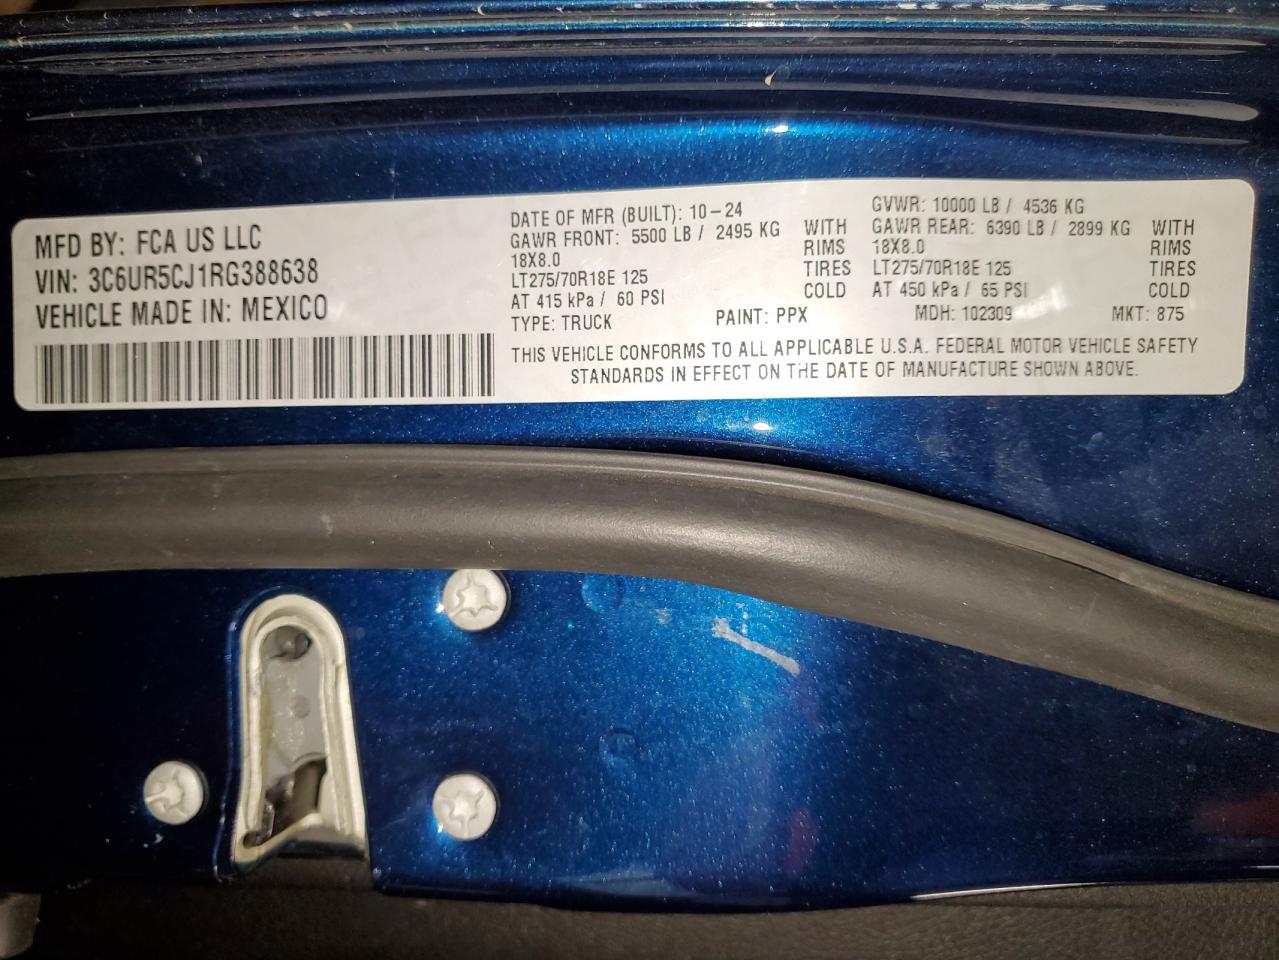 MFD BY: FCA US LLC
VIN: 3C6UR5CJ1RG388638
VEHICLE MADE IN: MEXICO
DATE OF MFR (BUILT): 10-24
GAWR FRONT: 5500 LB / 2495 KG WITH
18X8.0 RIMS
LT275/70R18E 125 TIRES
AT 415 kPa / 60 PSI COLD
TYPE: TRUCK PAINT: PPX
GVWR: 10000 LB / 4536 KG
GAWR REAR: 6390 LB / 2899 KG WITH
18X8.0 RIMS
LT275/70R18E 125 TIRES
AT 450 kPa / 65 PSI COLD
MDH: 102309 MKT: 875
THIS VEHICLE CONFORMS TO ALL APPLICABLE U.S.A. FEDERAL MOTOR VEHICLE SAFETY
STANDARDS IN EFFECT ON THE DATE OF MANUFACTURE SHOWN ABOVE.